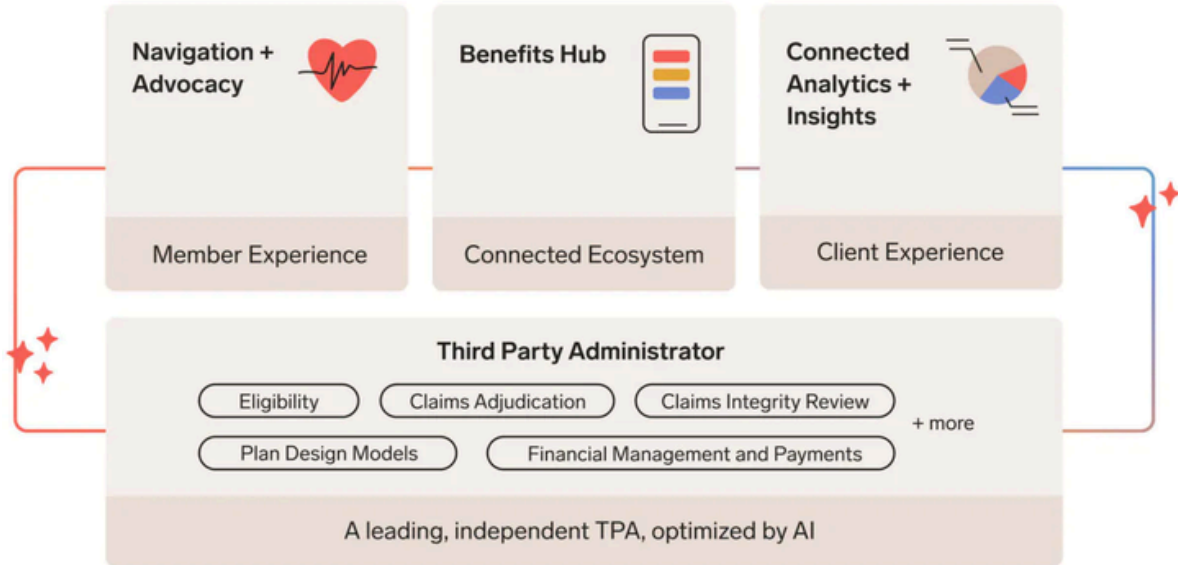 Navigation +
Advocacy
Benefits Hub
Connected
Analytics +
Insights
Member Experience
Connected Ecosystem
Client Experience
Third Party Administrator
Eligibility
Claims Adjudication
Claims Integrity Review
+ more
Plan Design Models
Financial Management and Payments
A leading, independent TPA, optimized by AI